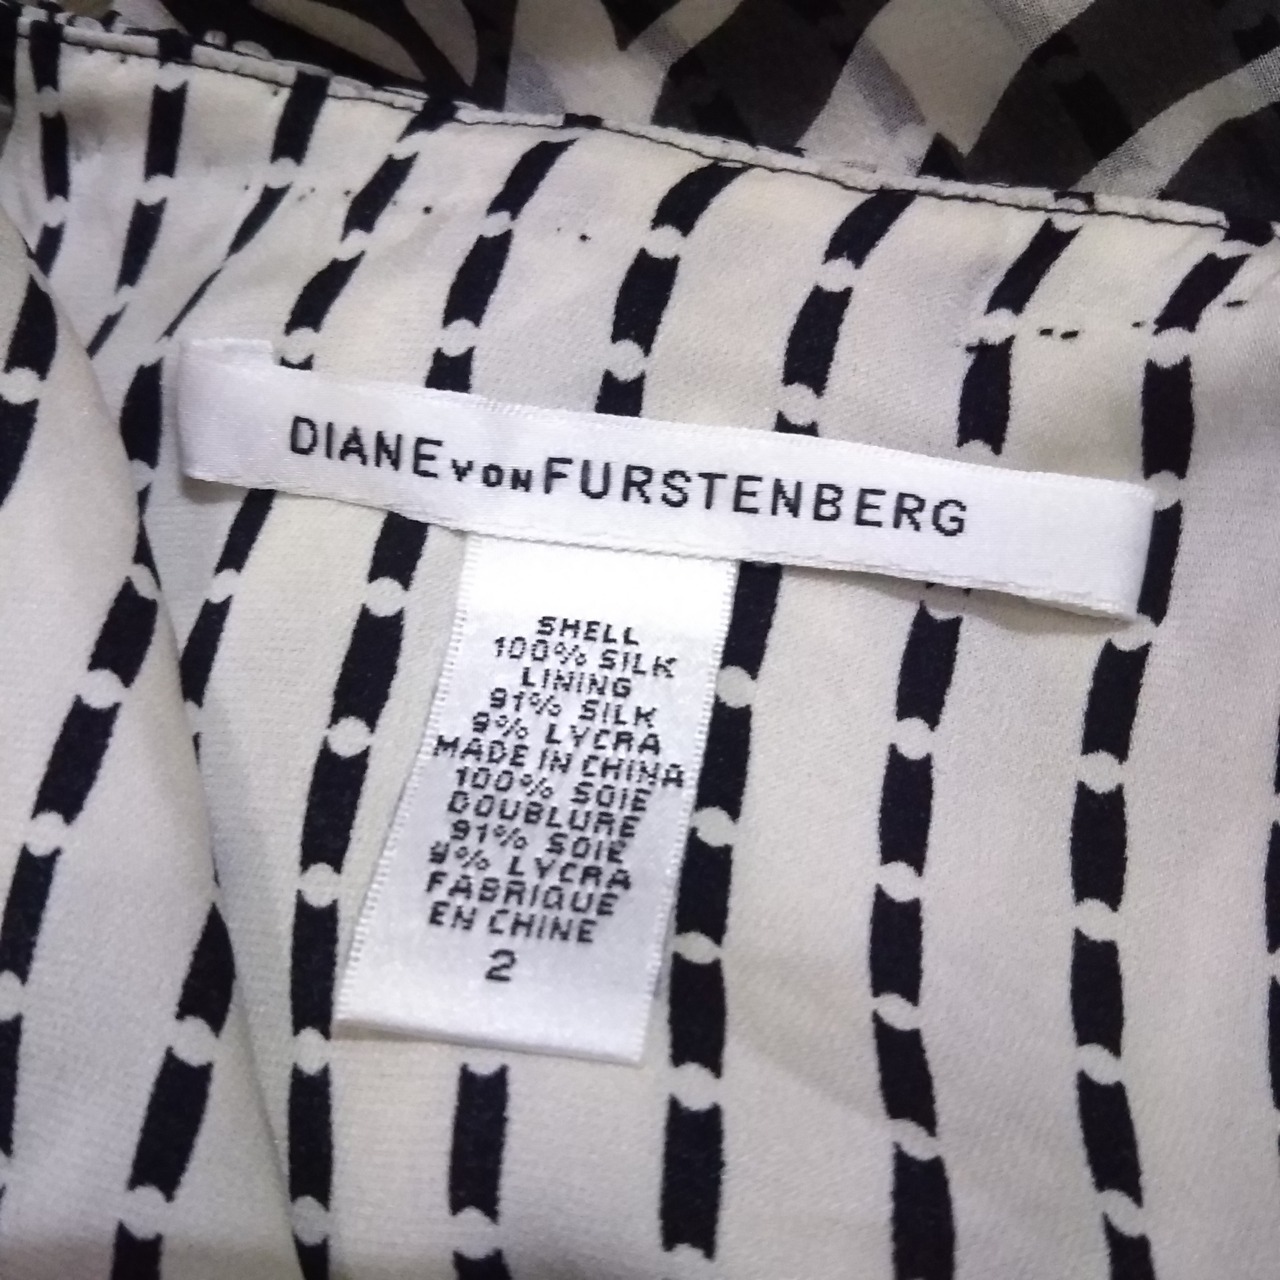 DIANE VON FURSTENBERG
SHELL
100% SILK
LINING
91% SILK
9% LYCRA
MADE IN CHINA
100% SOIE
DOUBLURE
91% SOIE
9% LYCRA
FABRIQUE
EN CHINE
2